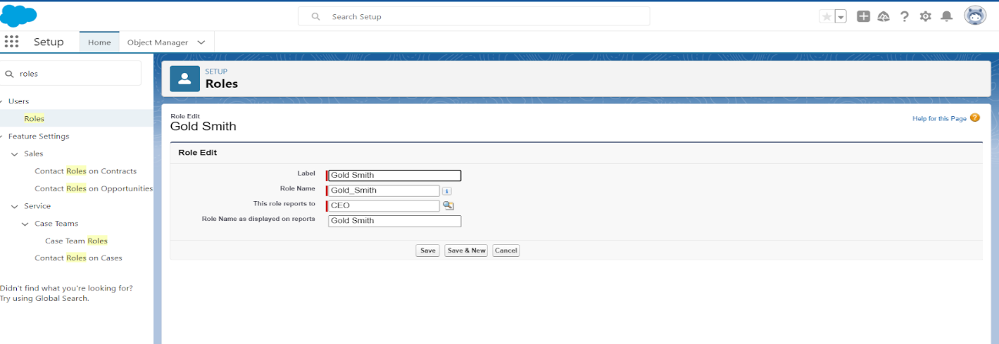 Search Setup
Setup
Home
Object Manager
roles
Users
Roles
Feature Settings
Sales
Contact Roles on Contracts
Contact Roles on Opportunities
Service
Case Teams
Case Team Roles
Contact Roles on Cases
Didn't find what you're looking for?
Try using Global Search.
SETUP
Roles
Role Edit
Gold Smith
Help for this Page ?
Role Edit
Label Gold Smith
Role Name Gold_Smith i
This role reports to CEO
Role Name as displayed on reports Gold Smith
Save Save & New Cancel